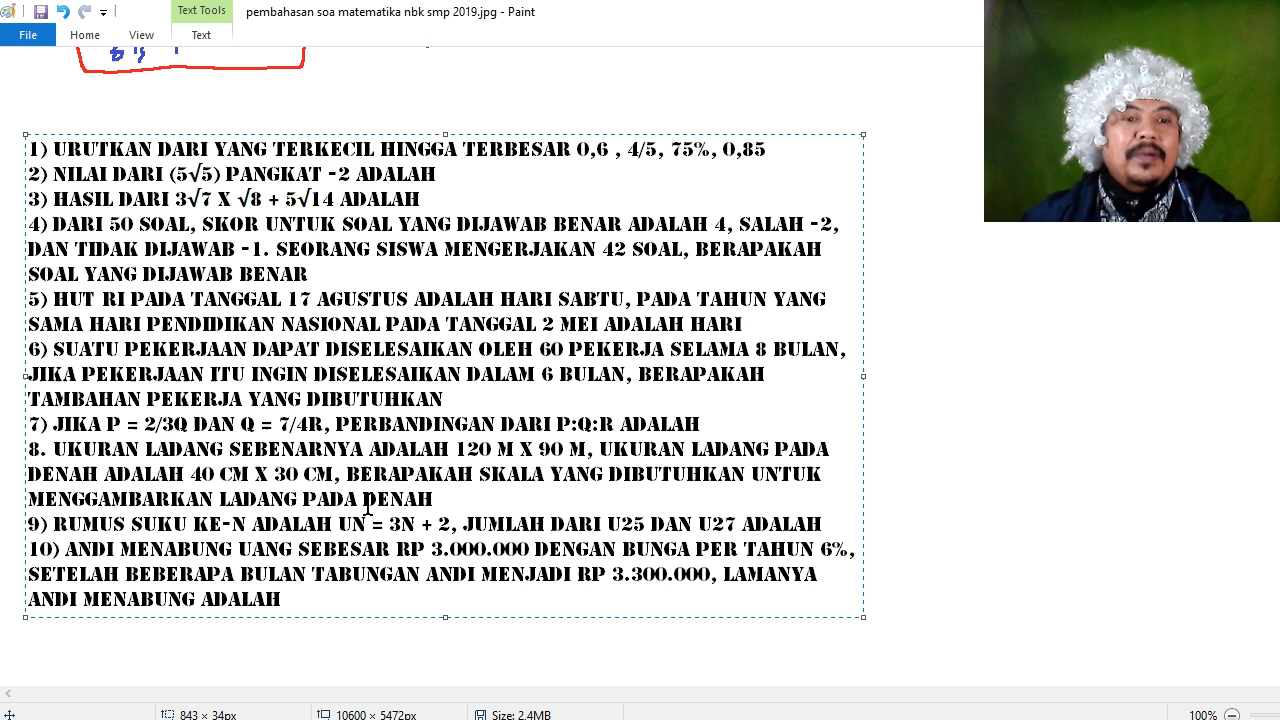 Text Tools
pembahasan soa matematika nbk smp 2019.jpg - Paint
File Home View Text
1) URUTKAN DARI YANG TERKECIL HINGGA TERBESAR 0,6 , 4/5, 75%, 0,85
2) NILAI DARI (5√5) PANGKAT -2 ADALAH
3) HASIL DARI 3√7 X √8 + 5√14 ADALAH
4) DARI 50 SOAL, SKOR UNTUK SOAL YANG DIJAWAB BENAR ADALAH 4, SALAH -2,
DAN TIDAK DIJAWAB -1. SEORANG SISWA MENGERJAKAN 42 SOAL, BERAPAKAH
SOAL YANG DIJAWAB BENAR
5) HUT RI PADA TANGGAL 17 AGUSTUS ADALAH HARI SABTU, PADA TAHUN YANG
SAMA HARI PENDIDIKAN NASIONAL PADA TANGGAL 2 MEI ADALAH HARI
6) SUATU PEKERJAAN DAPAT DISELESAIKAN OLEH 60 PEKERJA SELAMA 8 BULAN,
JIKA PEKERJAAN ITU INGIN DISELESAIKAN DALAM 6 BULAN, BERAPAKAH
TAMBAHAN PEKERJA YANG DIBUTUHKAN
7) JIKA P = 2/3Q DAN Q = 7/4R, PERBANDINGAN DARI P:Q:R ADALAH
8. UKURAN LADANG SEBENARNYA ADALAH 120 M X 90 M, UKURAN LADANG PADA
DENAH ADALAH 40 CM X 30 CM, BERAPAKAH SKALA YANG DIBUTUHKAN UNTUK
MENGGAMBARKAN LADANG PADA DENAH
9) RUMUS SUKU KE-N ADALAH UN = 3N + 2, JUMLAH DARI U25 DAN U27 ADALAH
10) ANDI MENABUNG UANG SEBESAR RP 3.000.000 DENGAN BUNGA PER TAHUN 6%,
SETELAH BEBERAPA BULAN TABUNGAN ANDI MENJADI RP 3.300.000, LAMANYA
ANDI MENABUNG ADALAH
843 × 34px 10600 × 5472px Size: 2.4MB 100%